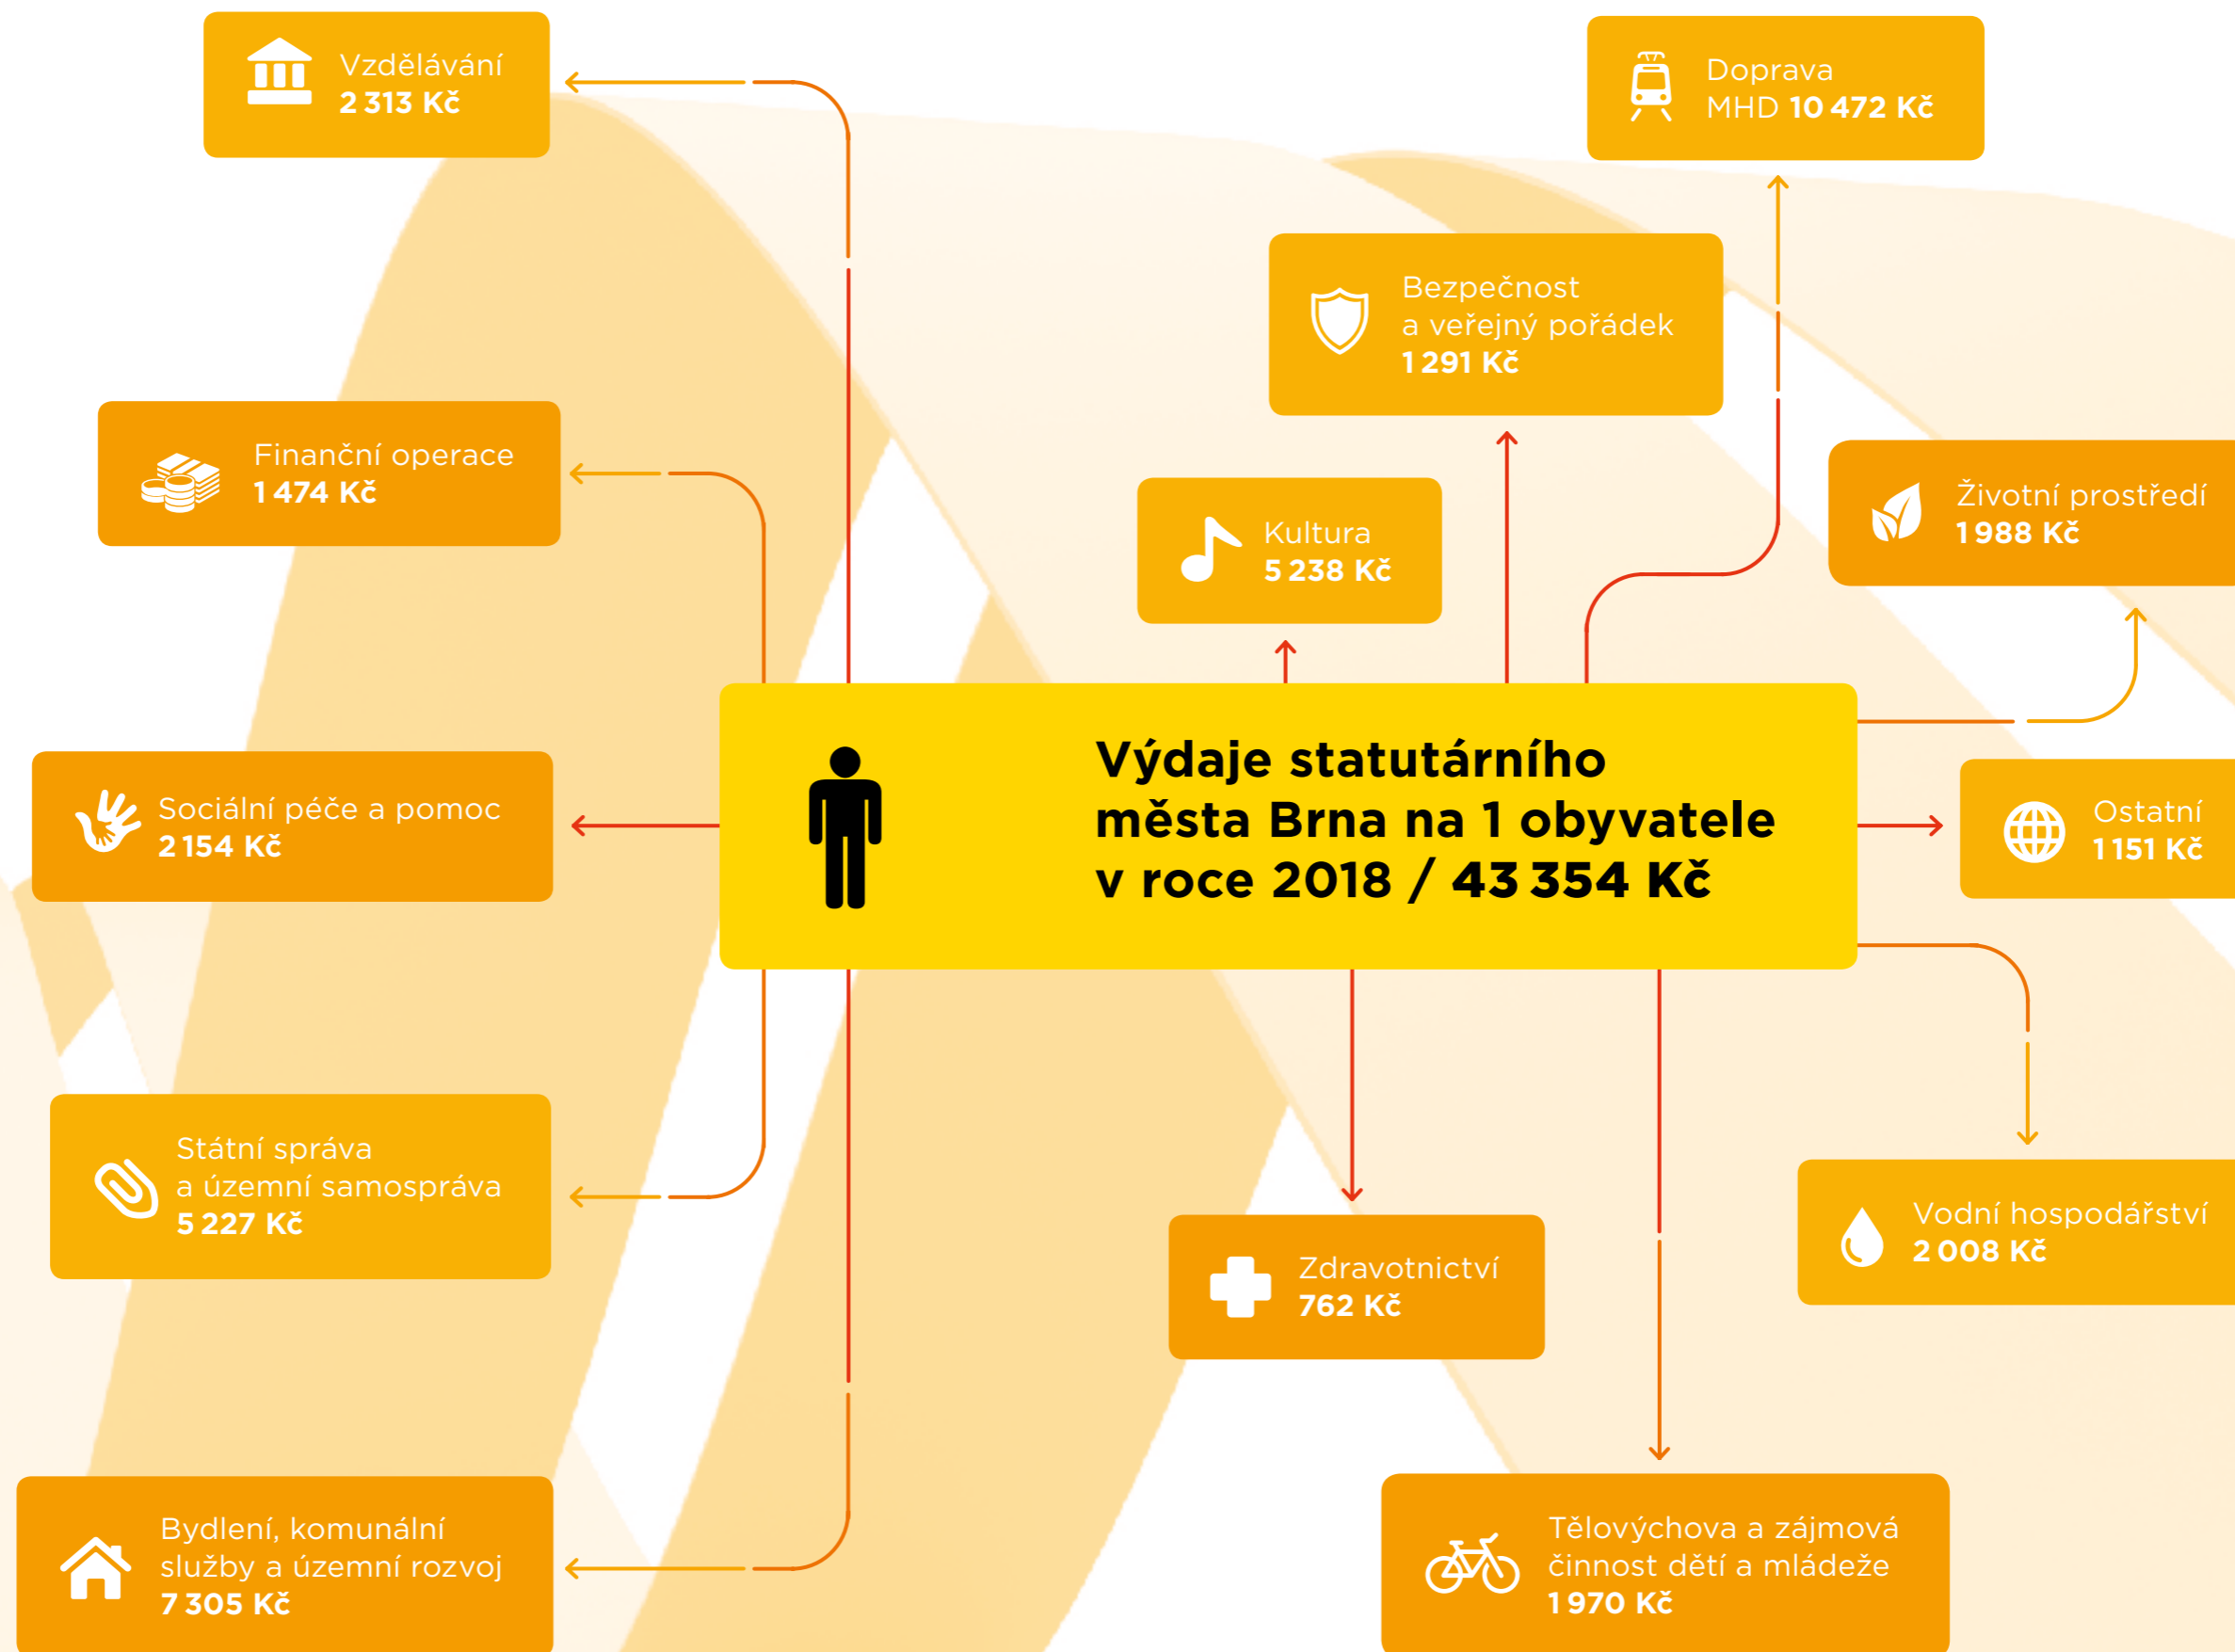 Vzdělávání
2 313 Kč
Doprava
MHD 10 472 Kč
Bezpečnost
a veřejný pořádek
1 291 Kč
Finanční operace
1 474 Kč
Kultura
5 238 Kč
Životní prostředí
1 988 Kč
Sociální péče a pomoc
2 154 Kč
Výdaje statutárního
města Brna na 1 obyvatele
v roce 2018 / 43 354 Kč
Ostatní
1 151 Kč
Státní správa
a územní samospráva
5 227 Kč
Zdravotnictví
762 Kč
Vodní hospodářství
2 008 Kč
Bydlení, komunální
služby a územní rozvoj
7 305 Kč
Tělovýchova a zájmová
činnost dětí a mládeže
1 970 Kč